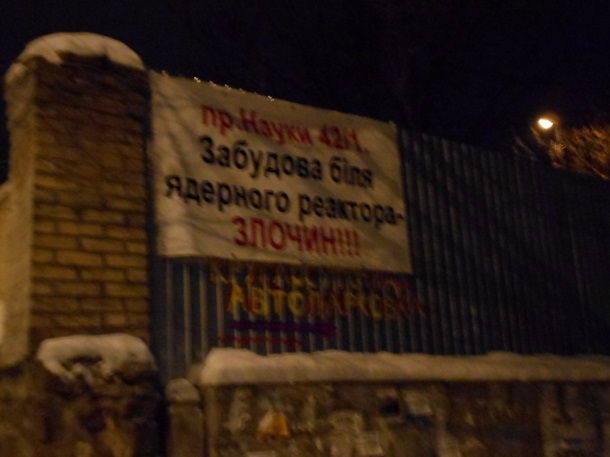 пр.Науки 42/1.,
Забудова біля
ядерного реактора-
ЗЛОЧИН!!!